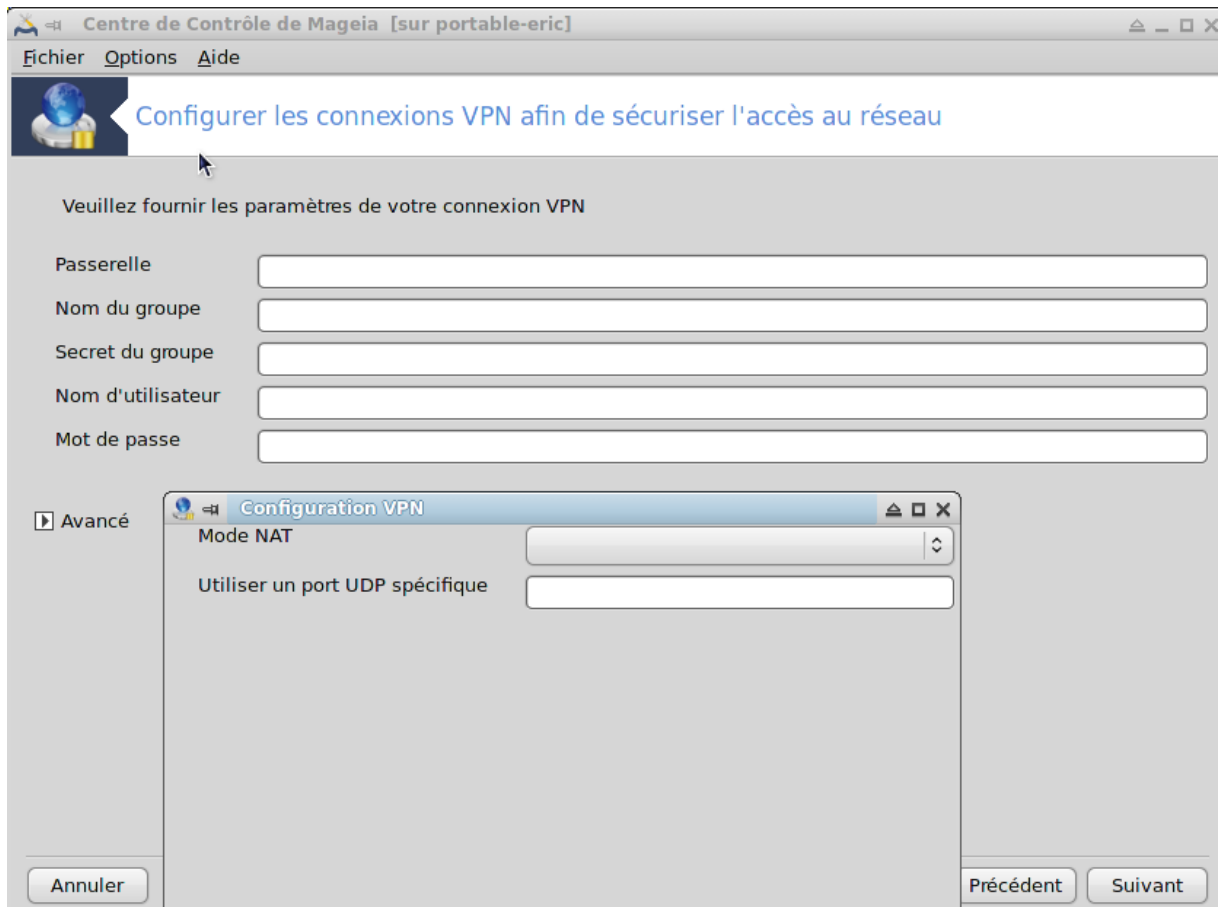 Centre de Contrôle de Mageia [sur portable-eric]
Fichier Options Aide
Configurer les connexions VPN afin de sécuriser l'accès au réseau
Veuillez fournir les paramètres de votre connexion VPN
Passerelle
Nom du groupe
Secret du groupe
Nom d'utilisateur
Mot de passe
Avancé
Configuration VPN
Mode NAT
Utiliser un port UDP spécifique
Annuler
Précédent
Suivant